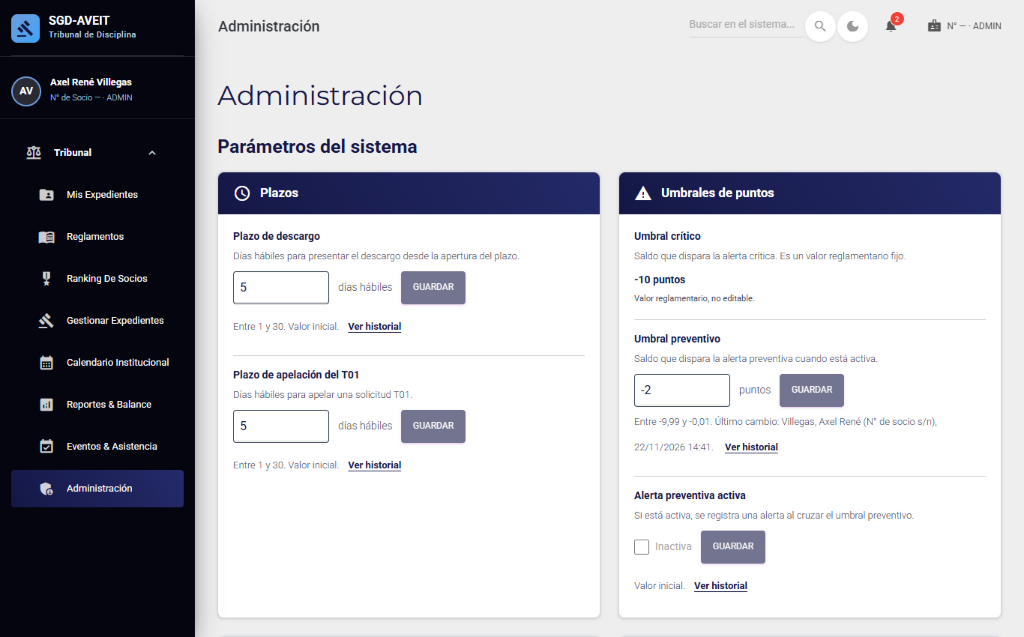 SGD-AVEIT
Tribunal de Disciplina
AV
Axel René Villegas
N° de Socio — · ADMIN
Tribunal
Mis Expedientes
Reglamentos
Ranking De Socios
Gestionar Expedientes
Calendario Institucional
Reportes & Balance
Eventos & Asistencia
Administración
Administración
Buscar en el sistema...
2
N° — · ADMIN
Administración
Parámetros del sistema
Plazos
Plazo de descargo
Días hábiles para presentar el descargo desde la apertura del plazo.
5 días hábiles GUARDAR
Entre 1 y 30. Valor inicial. Ver historial
Plazo de apelación del T01
Días hábiles para apelar una solicitud T01.
5 días hábiles GUARDAR
Entre 1 y 30. Valor inicial. Ver historial
Umbrales de puntos
Umbral crítico
Saldo que dispara la alerta crítica. Es un valor reglamentario fijo.
-10 puntos
Valor reglamentario, no editable.
Umbral preventivo
Saldo que dispara la alerta preventiva cuando está activa.
-2 puntos GUARDAR
Entre -9,99 y -0,01. Último cambio: Villegas, Axel René (N° de socio s/n),
22/11/2026 14:41. Ver historial
Alerta preventiva activa
Si está activa, se registra una alerta al cruzar el umbral preventivo.
Inactiva GUARDAR
Valor inicial. Ver historial